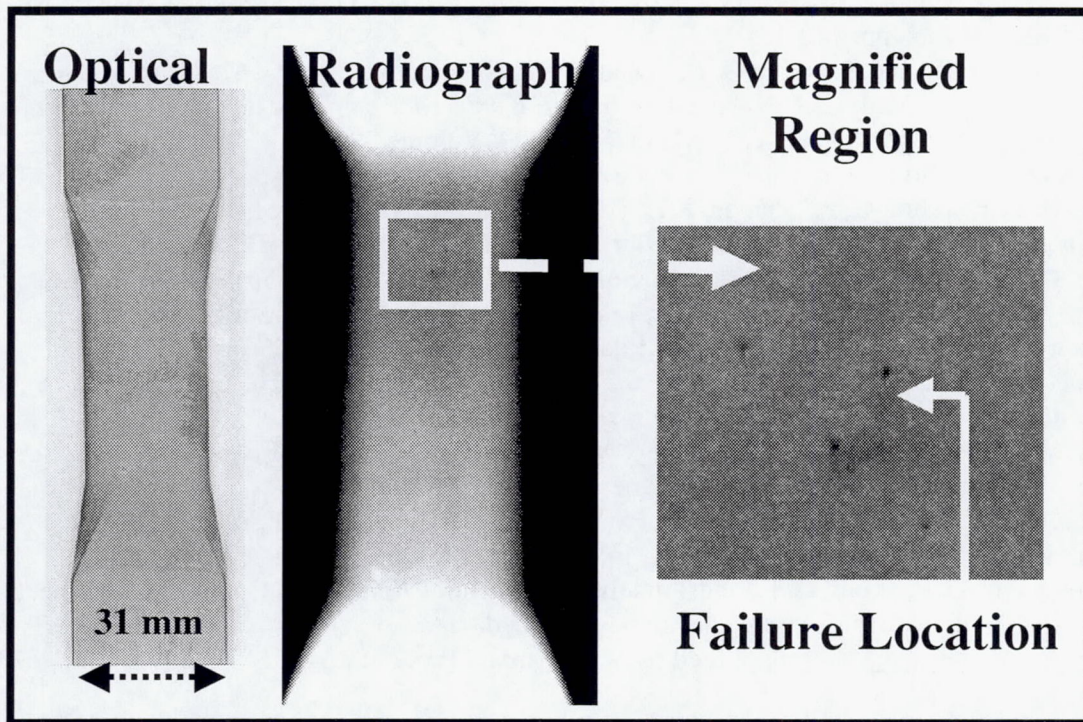 Optical
Radiograph
Magnified
Region
31 mm
Failure Location